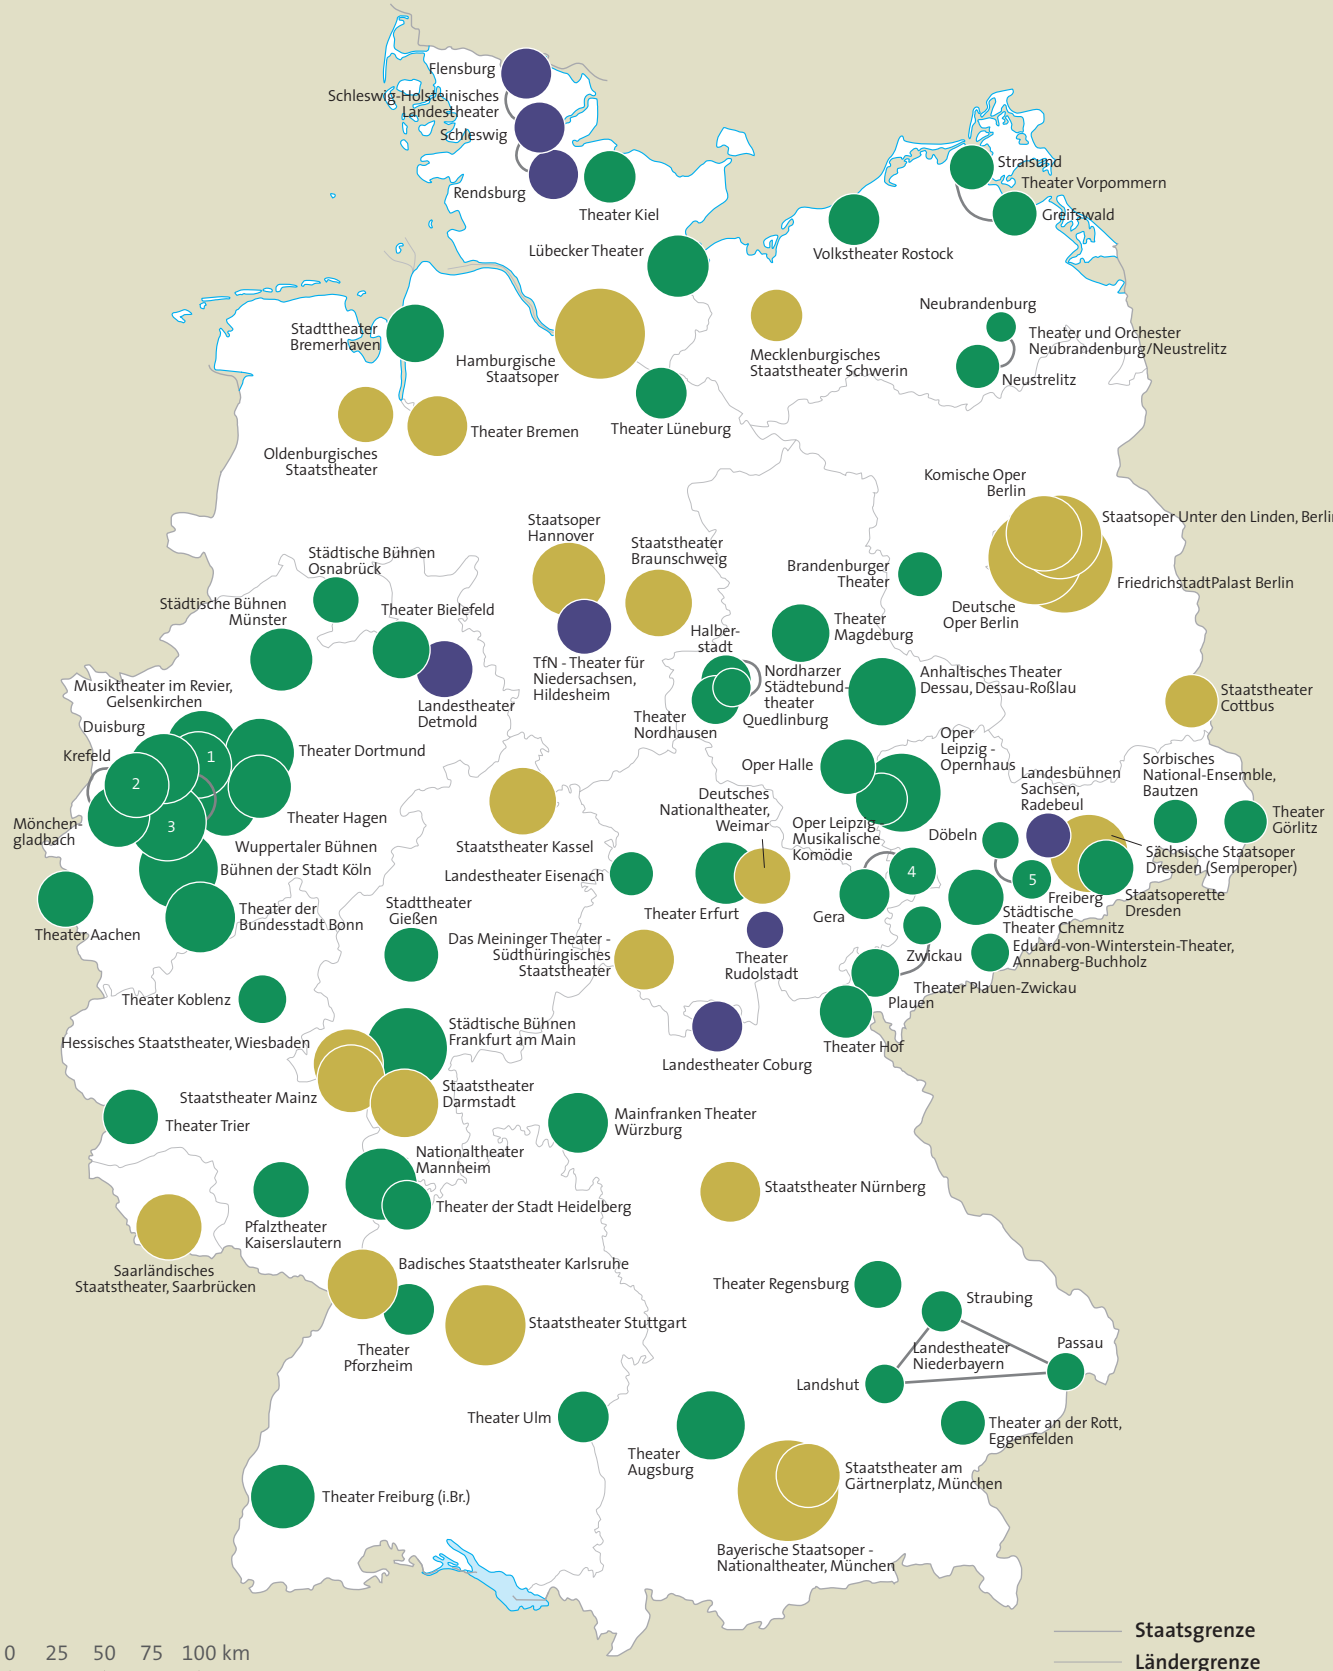 Flensburg
Schleswig-Holsteinisches
Landestheater
Schleswig
Rendsburg
Theater Kiel
Stralsund
Theater Vorpommern
Greifswald
Volkstheater Rostock
Lübecker Theater
Neubrandenburg
Theater und Orchester
Neubrandenburg/Neustrelitz
Neustrelitz
Stadttheater
Bremerhaven
Hamburgische
Staatsoper
Mecklenburgisches
Staatstheater Schwerin
Theater Lüneburg
Theater Bremen
Oldenburgisches
Staatstheater
Komische Oper
Berlin
Staatsoper Unter den Linden, Berlin
FriedrichstadtPalast Berlin
Deutsche
Oper Berlin
Brandenburger
Theater
Staatsoper
Hannover
Staatstheater
Braunschweig
Städtische Bühnen
Osnabrück
Städtische Bühnen
Münster
Theater Bielefeld
TfN - Theater für
Niedersachsen,
Hildesheim
Landestheater
Detmold
Halber-
stadt
Theater
Magdeburg
Nordharzer
Städtebund-
theater
Quedlinburg
Theater
Nordhausen
Anhaltisches Theater
Dessau, Dessau-Roßlau
Staatstheater
Cottbus
Musiktheater im Revier,
Gelsenkirchen
Duisburg
Krefeld
1
2
3
Theater Dortmund
Theater Hagen
Mönchen-
gladbach
Wuppertaler Bühnen
Bühnen der Stadt Köln
Theater der
Bundesstadt Bonn
Theater Aachen
Oper Halle
Oper
Leipzig -
Opernhaus
Oper Leipzig
Musikalische
Komödie
Deutsches
Nationaltheater,
Weimar
Landesbühnen
Sachsen,
Radebeul
Sorbisches
National-Ensemble,
Bautzen
Theater
Görlitz
Döbeln
Sächsische Staatsoper
Dresden (Semperoper)
Staatsoperette
Dresden
4
5
Freiberg
Städtische
Theater Chemnitz
Eduard-von-Winterstein-Theater,
Annaberg-Buchholz
Staatstheater Kassel
Landestheater Eisenach
Theater Erfurt
Gera
Zwickau
Theater Plauen-Zwickau
Plauen
Theater Hof
Theater
Rudolstadt
Stadttheater
Gießen
Das Meininger Theater -
Südthüringisches
Staatstheater
Landestheater Coburg
Theater Koblenz
Städtische Bühnen
Frankfurt am Main
Hessisches Staatstheater, Wiesbaden
Staatstheater Mainz
Staatstheater
Darmstadt
Theater Trier
Mainfranken Theater
Würzburg
Nationaltheater
Mannheim
Theater der Stadt Heidelberg
Staatstheater Nürnberg
Pfalztheater
Kaiserslautern
Saarländisches
Staatstheater, Saarbrücken
Badisches Staatstheater Karlsruhe
Theater
Pforzheim
Staatstheater Stuttgart
Theater Regensburg
Straubing
Landestheater
Niederbayern
Passau
Landshut
Theater an der Rott,
Eggenfelden
Theater Ulm
Theater
Augsburg
Staatstheater am
Gärtnerplatz, München
Bayerische Staatsoper -
Nationaltheater, München
Theater Freiburg (i.Br.)
0 25 50 75 100 km
Staatsgrenze
Ländergrenze